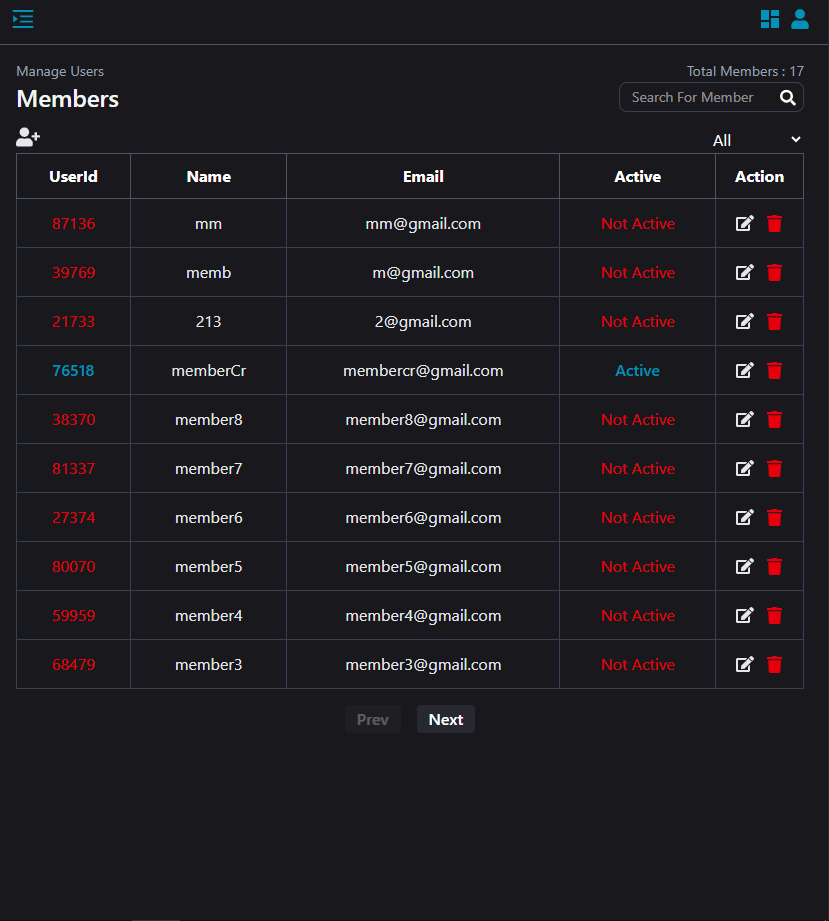 Manage Users
Total Members : 17
Members
Search For Member
All
UserId Name Email Active Action
87136 mm mm@gmail.com Not Active
39769 memb m@gmail.com Not Active
21733 213 2@gmail.com Not Active
76518 memberCr membercr@gmail.com Active
38370 member8 member8@gmail.com Not Active
81337 member7 member7@gmail.com Not Active
27374 member6 member6@gmail.com Not Active
80070 member5 member5@gmail.com Not Active
59959 member4 member4@gmail.com Not Active
68479 member3 member3@gmail.com Not Active
Prev Next